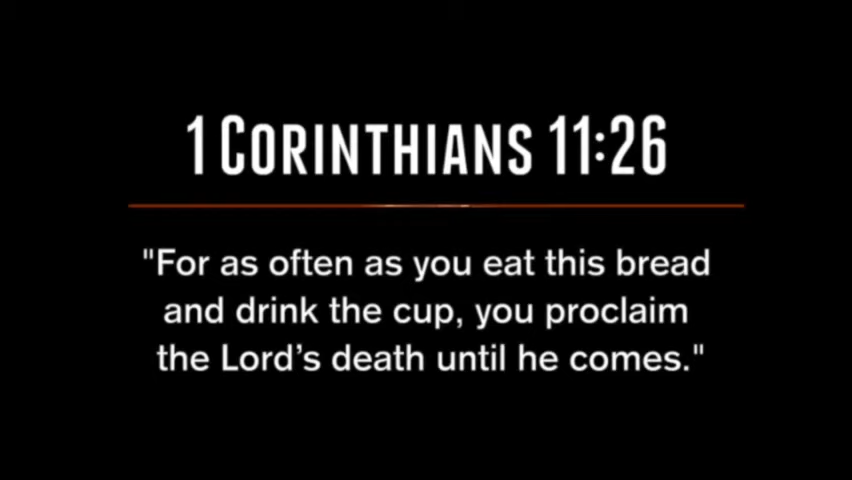 1 CORINTHIANS 11:26
"For as often as you eat this bread
and drink the cup, you proclaim
the Lord’s death until he comes."